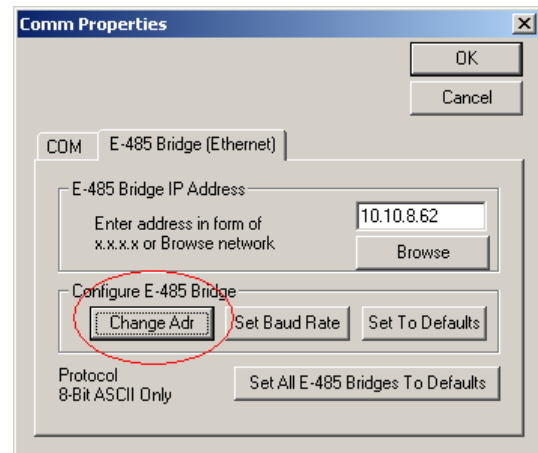 Comm Properties
OK
Cancel
COM
E-485 Bridge (Ethernet)
E-485 Bridge IP Address
Enter address in form of
x.x.x.x or Browse network
10.10.8.62
Browse
Configure E-485 Bridge
Change Adr
Set Baud Rate
Set To Defaults
Protocol
8-Bit ASCII Only
Set All E-485 Bridges To Defaults